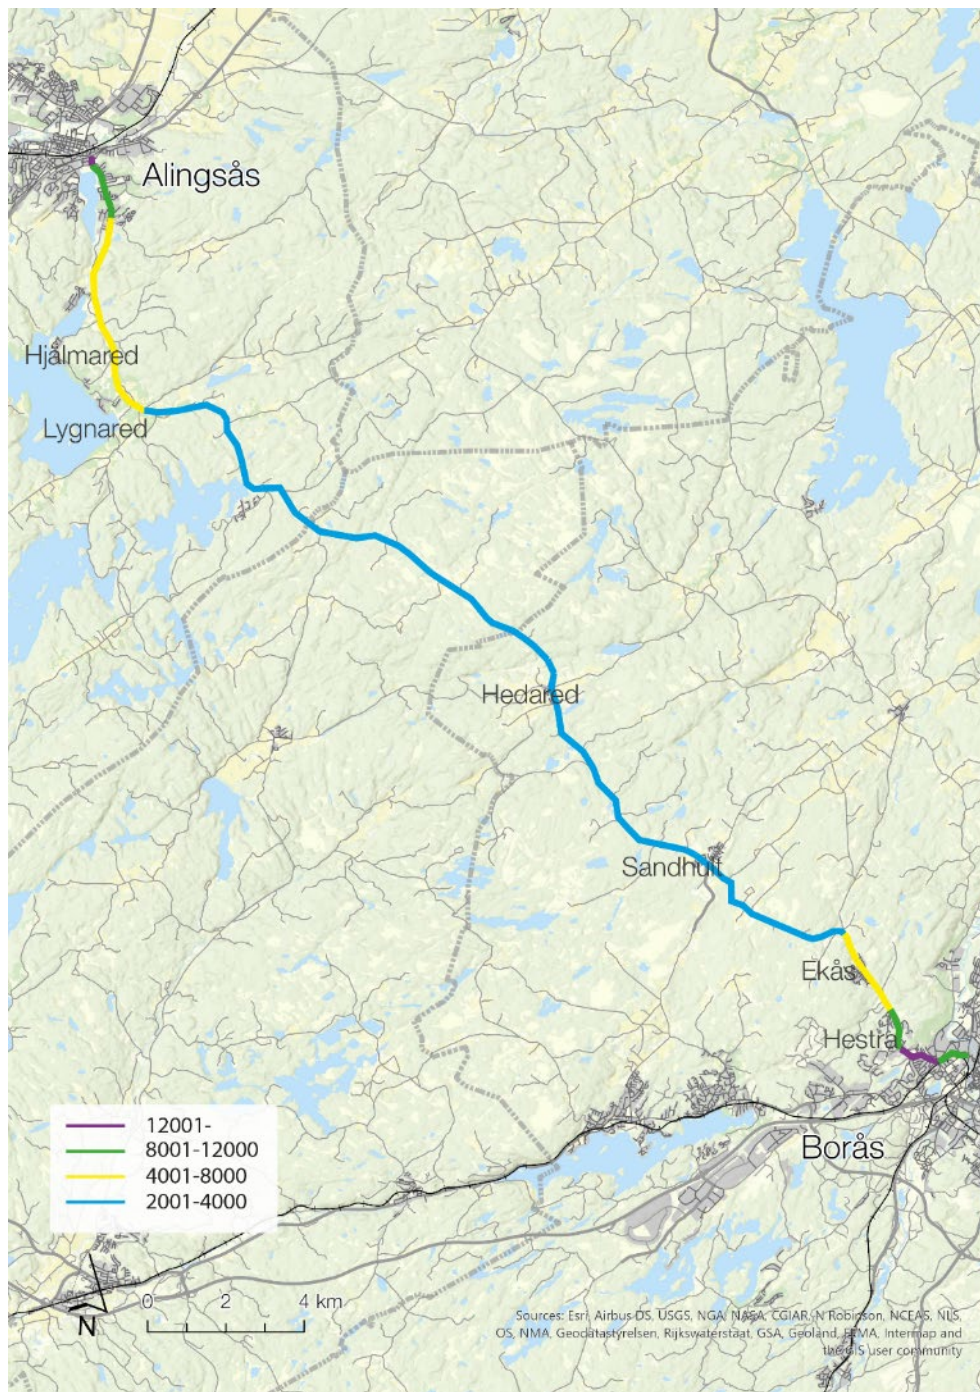 Alingsås
Hjälmared
Lygnared
Hedared
Sandhult
Ekås
Hestra
Borås
12001-
8001-12000
4001-8000
2001-4000
N
0 2 4 km
Sources: Esri, Airbus DS, USGS, NGA, NASA, CGIAR, N Robinson, NCEAS, NLS,
OS, NMA, Geodatastyrelsen, Rijkswaterstaat, GSA, Geoland, FEMA, Intermap and
the GIS user community